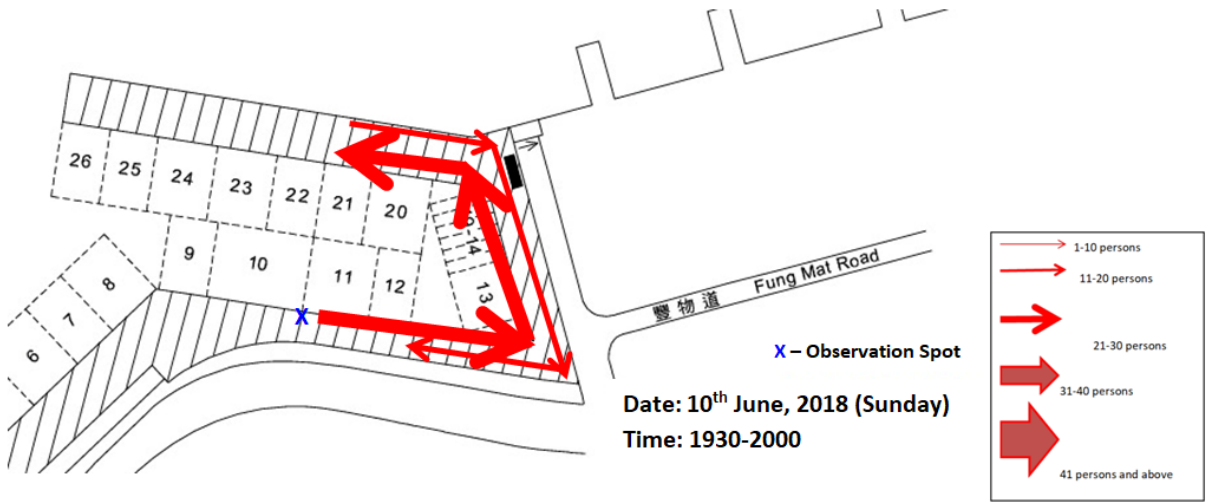 26
25
24
23
22
21
20
14
13
9
10
11
12
8
7
6
X
豐物道 Fung Mat Road
X – Observation Spot
Date: 10th June, 2018 (Sunday)
Time: 1930-2000
1-10 persons
11-20 persons
21-30 persons
31-40 persons
41 persons and above